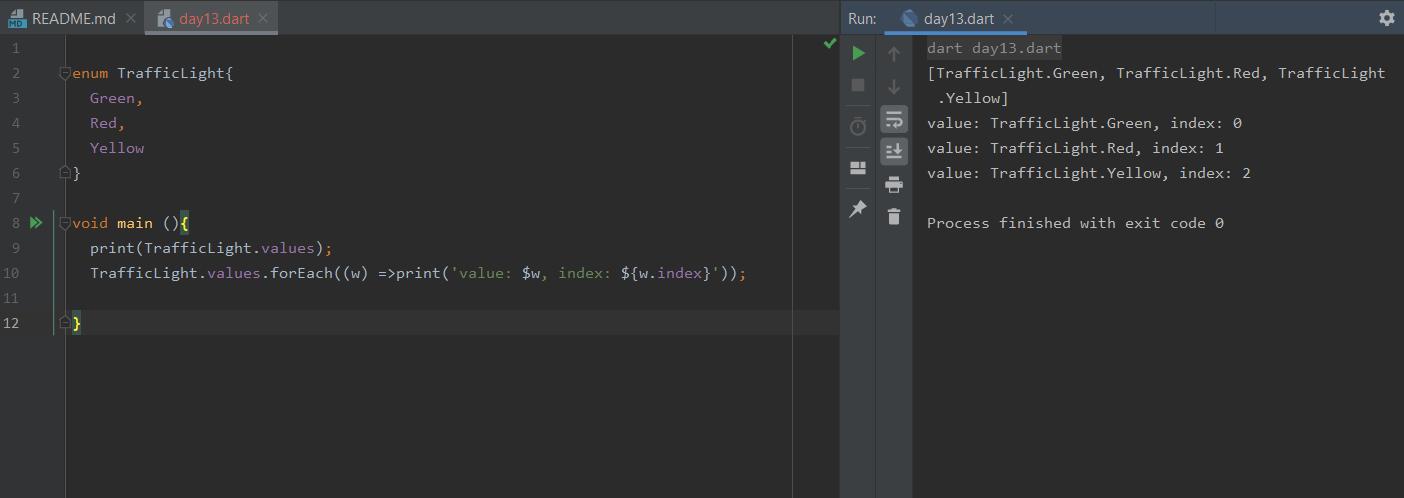 README.md
day13.dart
1
2 enum TrafficLight{
3 Green,
4 Red,
5 Yellow
6 }
7
8 void main (){
9 print(TrafficLight.values);
10 TrafficLight.values.forEach((w) =>print('value: $w, index: ${w.index}'));
11
12 }
Run: day13.dart
dart day13.dart
[TrafficLight.Green, TrafficLight.Red, TrafficLight
.Yellow]
value: TrafficLight.Green, index: 0
value: TrafficLight.Red, index: 1
value: TrafficLight.Yellow, index: 2
Process finished with exit code 0